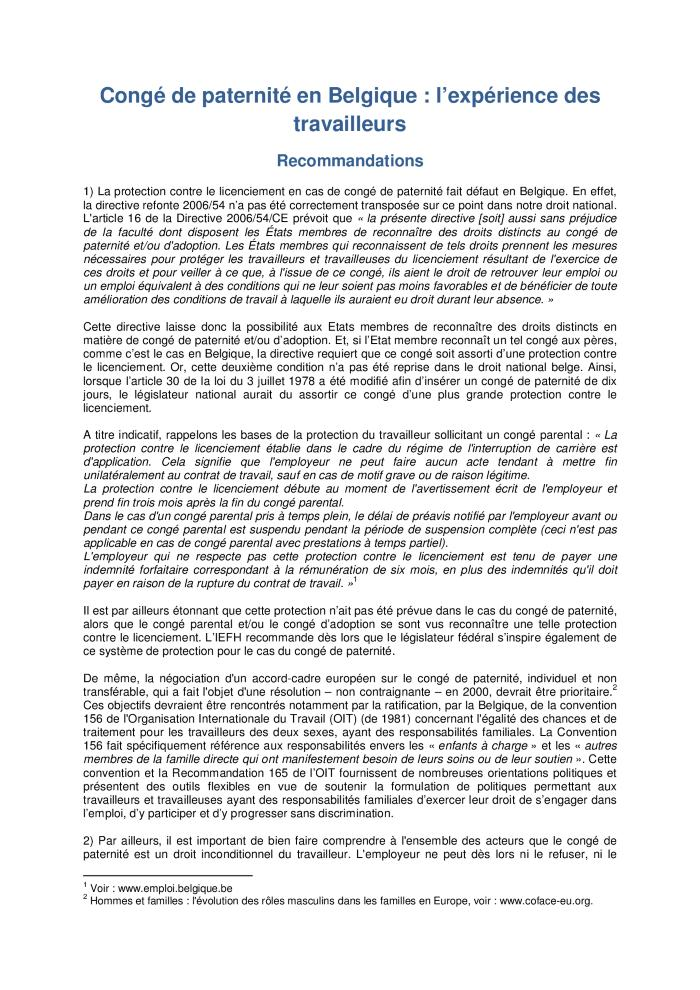 Congé de paternité en Belgique : l'expérience des
travailleurs
Recommandations
1) La protection contre le licenciement en cas de congé de paternité fait défaut en Belgique. En effet,
la directive refonte 2006/54 n'a pas été correctement transposée sur ce point dans notre droit national.
L'article 16 de la Directive 2006/54/CE prévoit que « la présente directive [soit] aussi sans préjudice
de la faculté dont disposent les États membres de reconnaître des droits distincts au congé de
paternité et/ou d'adoption. Les États membres qui reconnaissent de tels droits prennent les mesures
nécessaires pour protéger les travailleurs et travailleuses du licenciement résultant de l'exercice de
ces droits et pour veiller à ce que, à l'issue de ce congé, ils aient le droit de retrouver leur emploi ou
un emploi équivalent à des conditions qui ne leur soient pas moins favorables et de bénéficier de toute
amélioration des conditions de travail à laquelle ils auraient eu droit durant leur absence. »
Cette directive laisse donc la possibilité aux Etats membres de reconnaître des droits distincts en
matière de congé de paternité et/ou d'adoption. Et, si l'Etat membre reconnaît un tel congé aux pères,
comme c'est le cas en Belgique, la directive requiert que ce congé soit assorti d'une protection contre
le licenciement. Or, cette deuxième condition n'a pas été reprise dans le droit national belge. Ainsi,
lorsque l'article 30 de la loi du 3 juillet 1978 a été modifié afin d'insérer un congé de paternité de dix
jours, le législateur national aurait du assortir ce congé d'une plus grande protection contre le
licenciement.
A titre indicatif, rappelons les bases de la protection du travailleur sollicitant un congé parental : « La
protection contre le licenciement établie dans le cadre du régime de l'interruption de carrière est
d'application. Cela signifie que l'employeur ne peut faire aucun acte tendant à mettre fin
unilatéralement au contrat de travail, sauf en cas de motif grave ou de raison légitime.
La protection contre le licenciement débute au moment de l'avertissement écrit de l'employeur et
prend fin trois mois après la fin du congé parental.
Dans le cas d'un congé parental pris à temps plein, le délai de préavis notifié par l'employeur avant ou
pendant ce congé parental est suspendu pendant la période de suspension complète (ceci n'est pas
applicable en cas de congé parental avec prestations à temps partiel).
L'employeur qui ne respecte pas cette protection contre le licenciement est tenu de payer une
indemnité forfaitaire correspondant à la rémunération de six mois, en plus des indemnités qu'il doit
payer en raison de la rupture du contrat de travail. »1
Il est par ailleurs étonnant que cette protection n'ait pas été prévue dans le cas du congé de paternité,
alors que le congé parental et/ou le congé d'adoption se sont vus reconnaître une telle protection
contre le licenciement. L'IEFH recommande dès lors que le législateur fédéral s'inspire également de
ce système de protection pour le cas du congé de paternité.
De même, la négociation d'un accord-cadre européen sur le congé de paternité, individuel et non
transférable, qui a fait l'objet d'une résolution – non contraignante – en 2000, devrait être prioritaire.2
Ces objectifs devraient être rencontrés notamment par la ratification, par la Belgique, de la convention
156 de l'Organisation Internationale du Travail (OIT) (de 1981) concernant l'égalité des chances et de
traitement pour les travailleurs des deux sexes, ayant des responsabilités familiales. La Convention
156 fait spécifiquement référence aux responsabilités envers les « enfants à charge » et les « autres
membres de la famille directe qui ont manifestement besoin de leurs soins ou de leur soutien ». Cette
convention et la Recommandation 165 de l'OIT fournissent de nombreuses orientations politiques et
présentent des outils flexibles en vue de soutenir la formulation de politiques permettant aux
travailleurs et travailleuses ayant des responsabilités familiales d'exercer leur droit de s'engager dans
l'emploi, d'y participer et d'y progresser sans discrimination.
2) Par ailleurs, il est important de bien faire comprendre à l'ensemble des acteurs que le congé de
paternité est un droit inconditionnel du travailleur. L'employeur ne peut dès lors ni le refuser, ni le
1 Voir : www.emploi.belgique.be
2 Hommes et familles : l'évolution des rôles masculins dans les familles en Europe, voir : www.coface-eu.org.